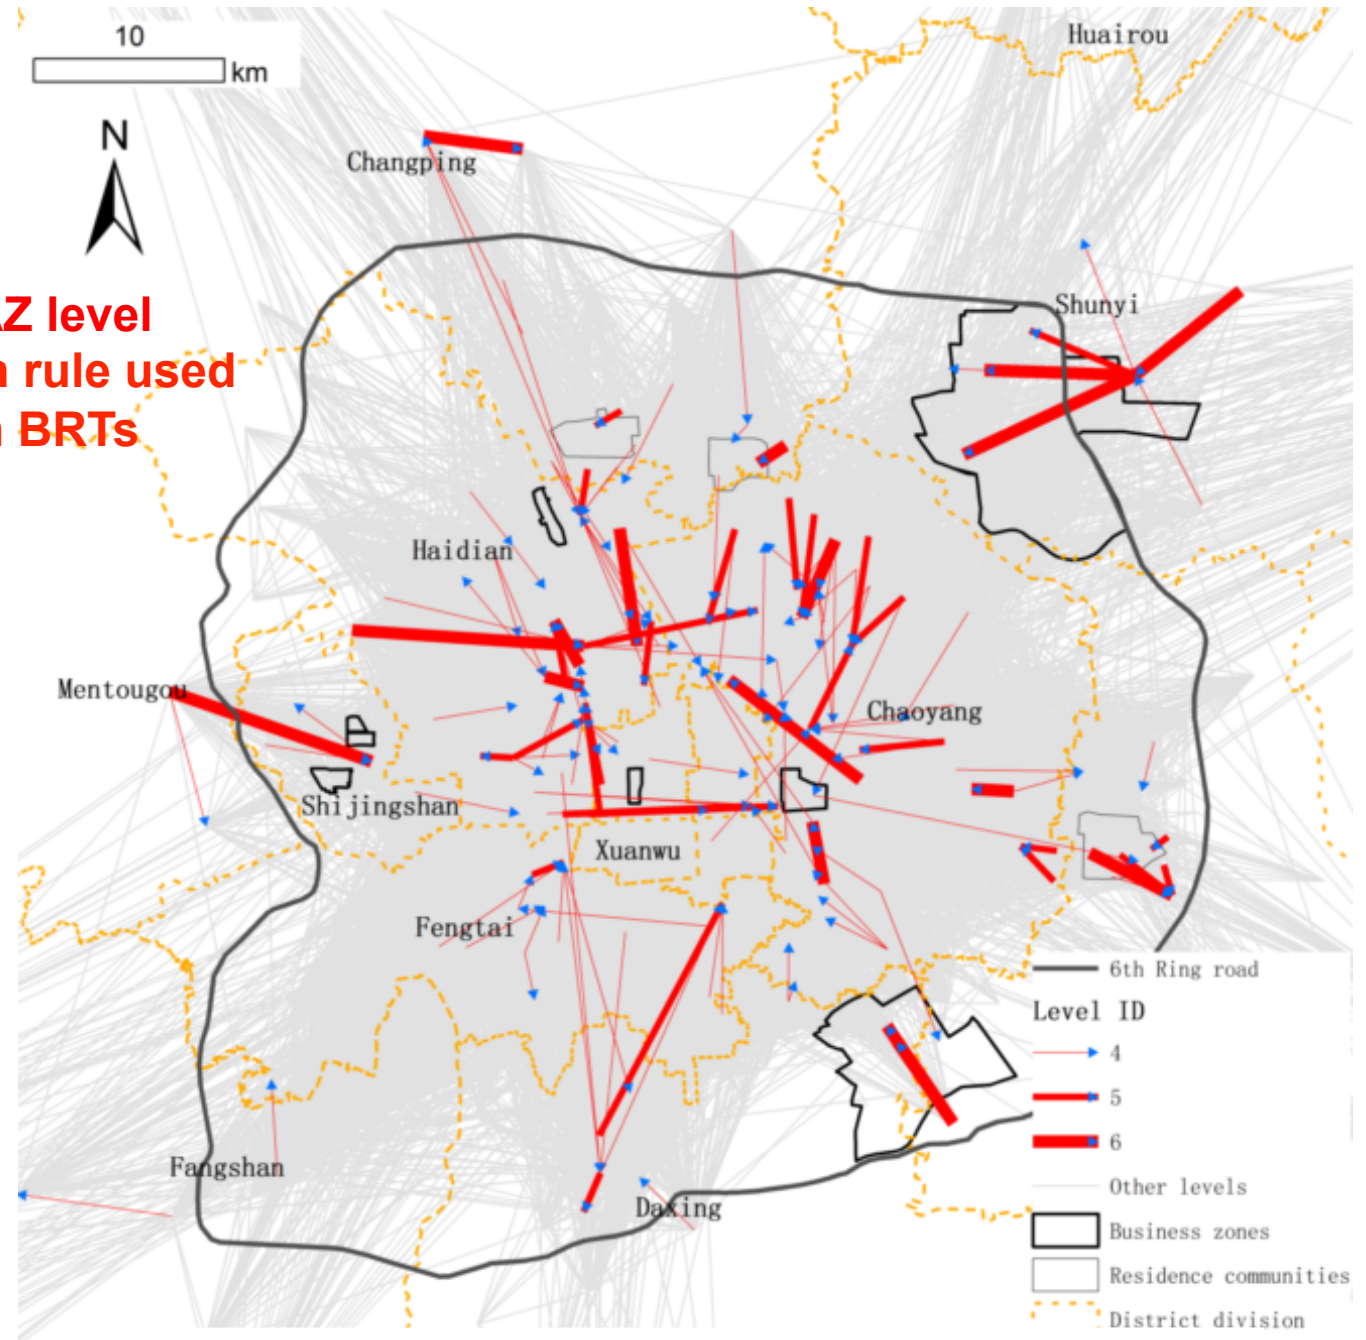 10
km
N
Huairou
Changping
Shunyi
AZ level
n rule used
n BRTs
Haidian
Mentougou
Chaoyang
Shijingshan
Xuanwu
Fengtai
Fangshan
Daxing
6th Ring road
Level ID
4
5
6
Other levels
Business zones
Residence communities
District division